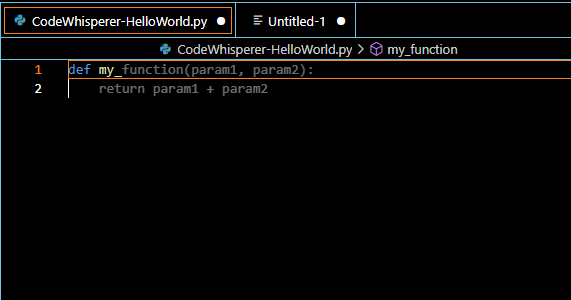 CodeWhisperer-HelloWorld.py Untitled-1
CodeWhisperer-HelloWorld.py > my_function
1 def my_function(param1, param2):
2     return param1 + param2